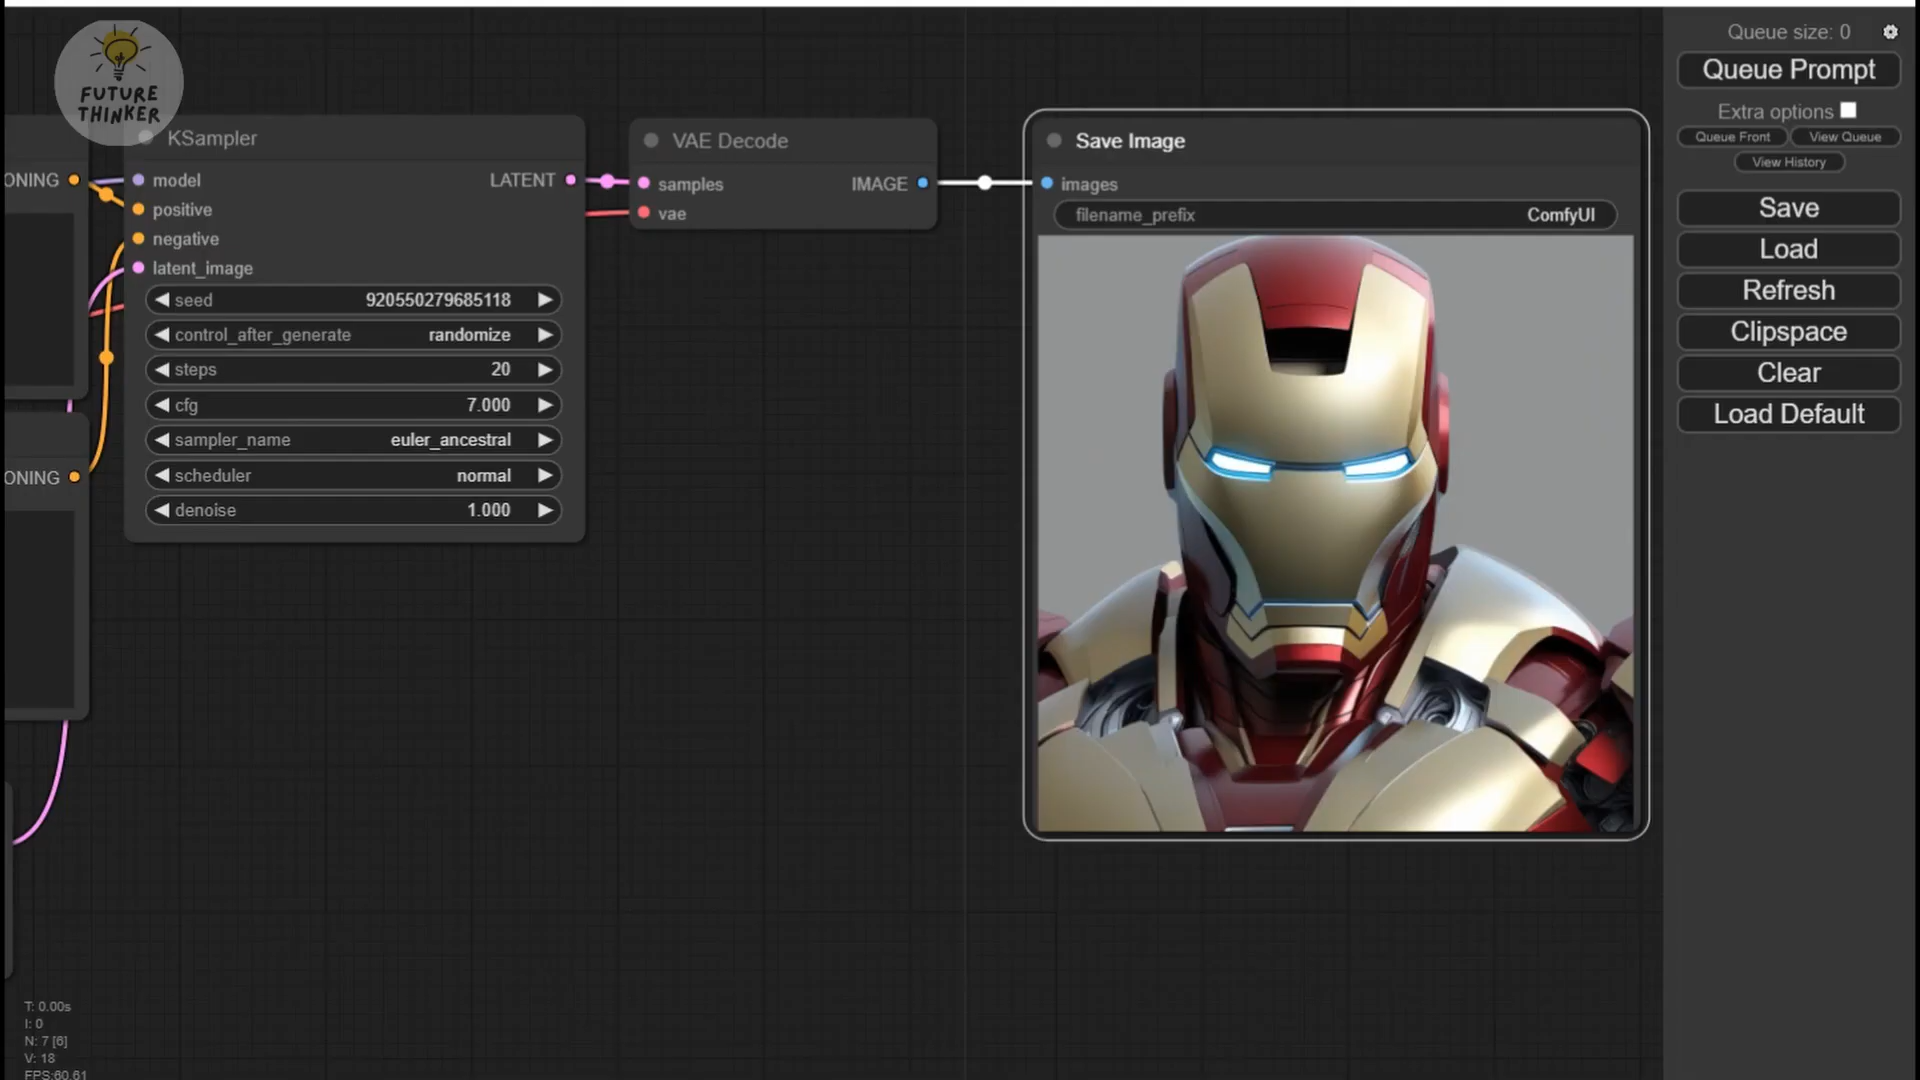 FUTURE
THINKER
ONING
ONING
KSampler
model
LATENT
positive
negative
latent_image
seed 920550279685118
control_after_generate randomize
steps 20
cfg 7.000
sampler_name euler_ancestral
scheduler normal
denoise 1.000
VAE Decode
samples IMAGE
vae
Save Image
images
filename_prefix ComfyUI
Queue size: 0
Queue Prompt
Extra options
Queue Front View Queue
View History
Save
Load
Refresh
Clipspace
Clear
Load Default
T: 0.00s
I: 0
N: 7 [6]
V: 18
FPS:60.61